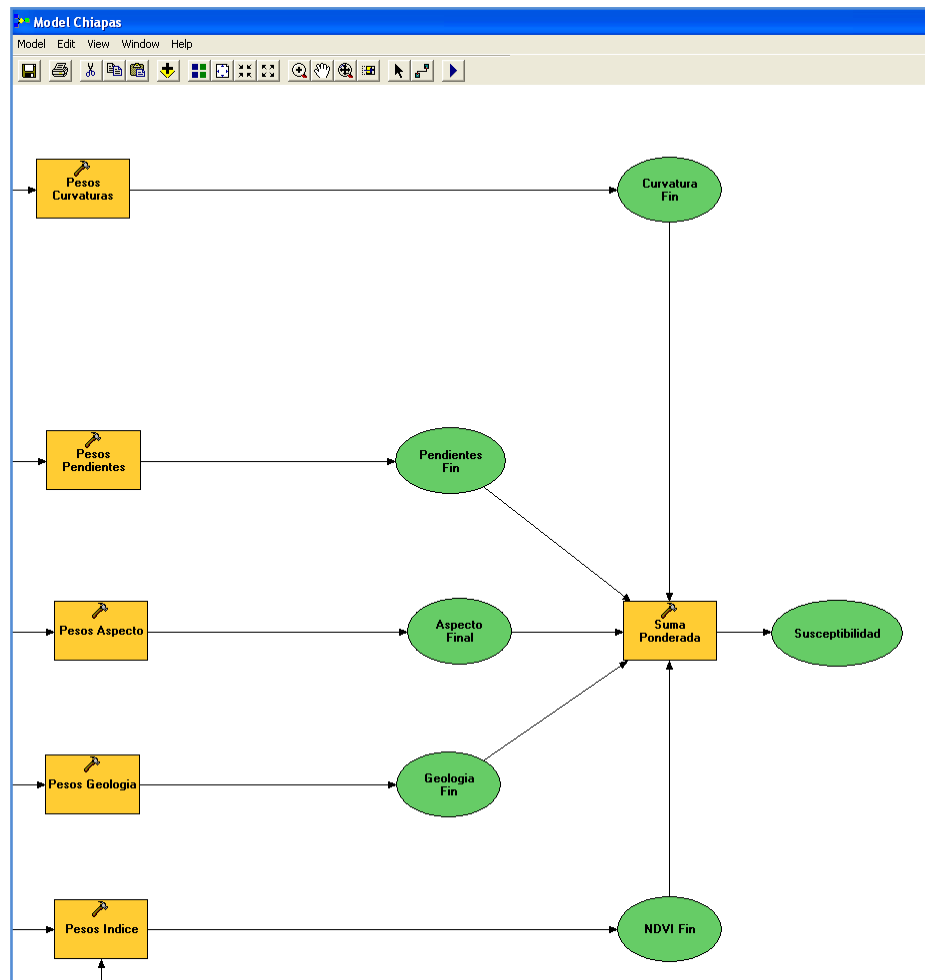 Model Chiapas
Model Edit View Window Help
Pesos
Curvaturas
Curvatura
Fin
Pesos
Pendientes
Pendientes
Fin
Pesos Aspecto
Aspecto
Final
Suma
Ponderada
Susceptibilidad
Pesos Geologia
Geologia
Fin
Pesos Indice
NDVI Fin